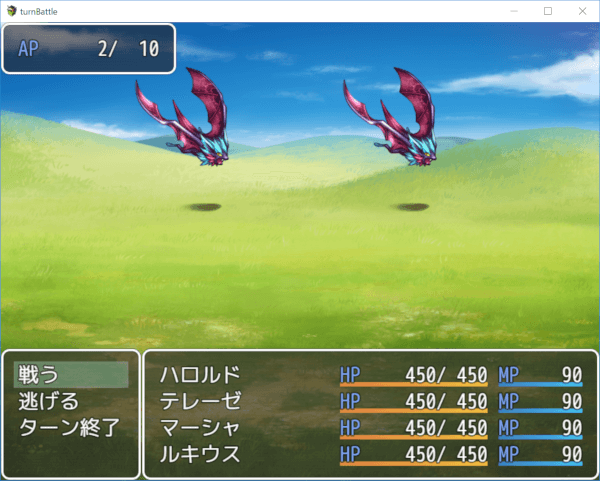 turnBattle
AP 2/ 10
戦う
逃げる
ターン終了
ハロルド HP 450/ 450 MP 90
テレーゼ HP 450/ 450 MP 90
マーシャ HP 450/ 450 MP 90
ルキウス HP 450/ 450 MP 90